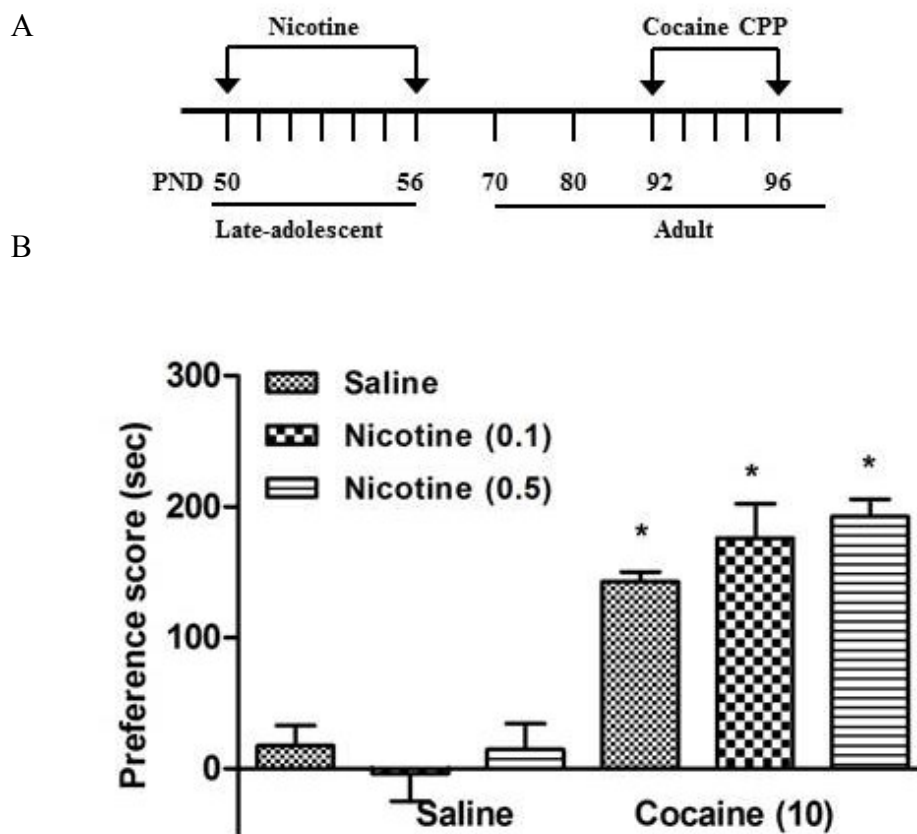 A
Nicotine Cocaine CPP
PND 50 56 70 80 92 96
Late-adolescent Adult
B
Preference score (sec)
300
200
100
0
Saline
Nicotine (0.1)
Nicotine (0.5)
* * *
Saline Cocaine (10)